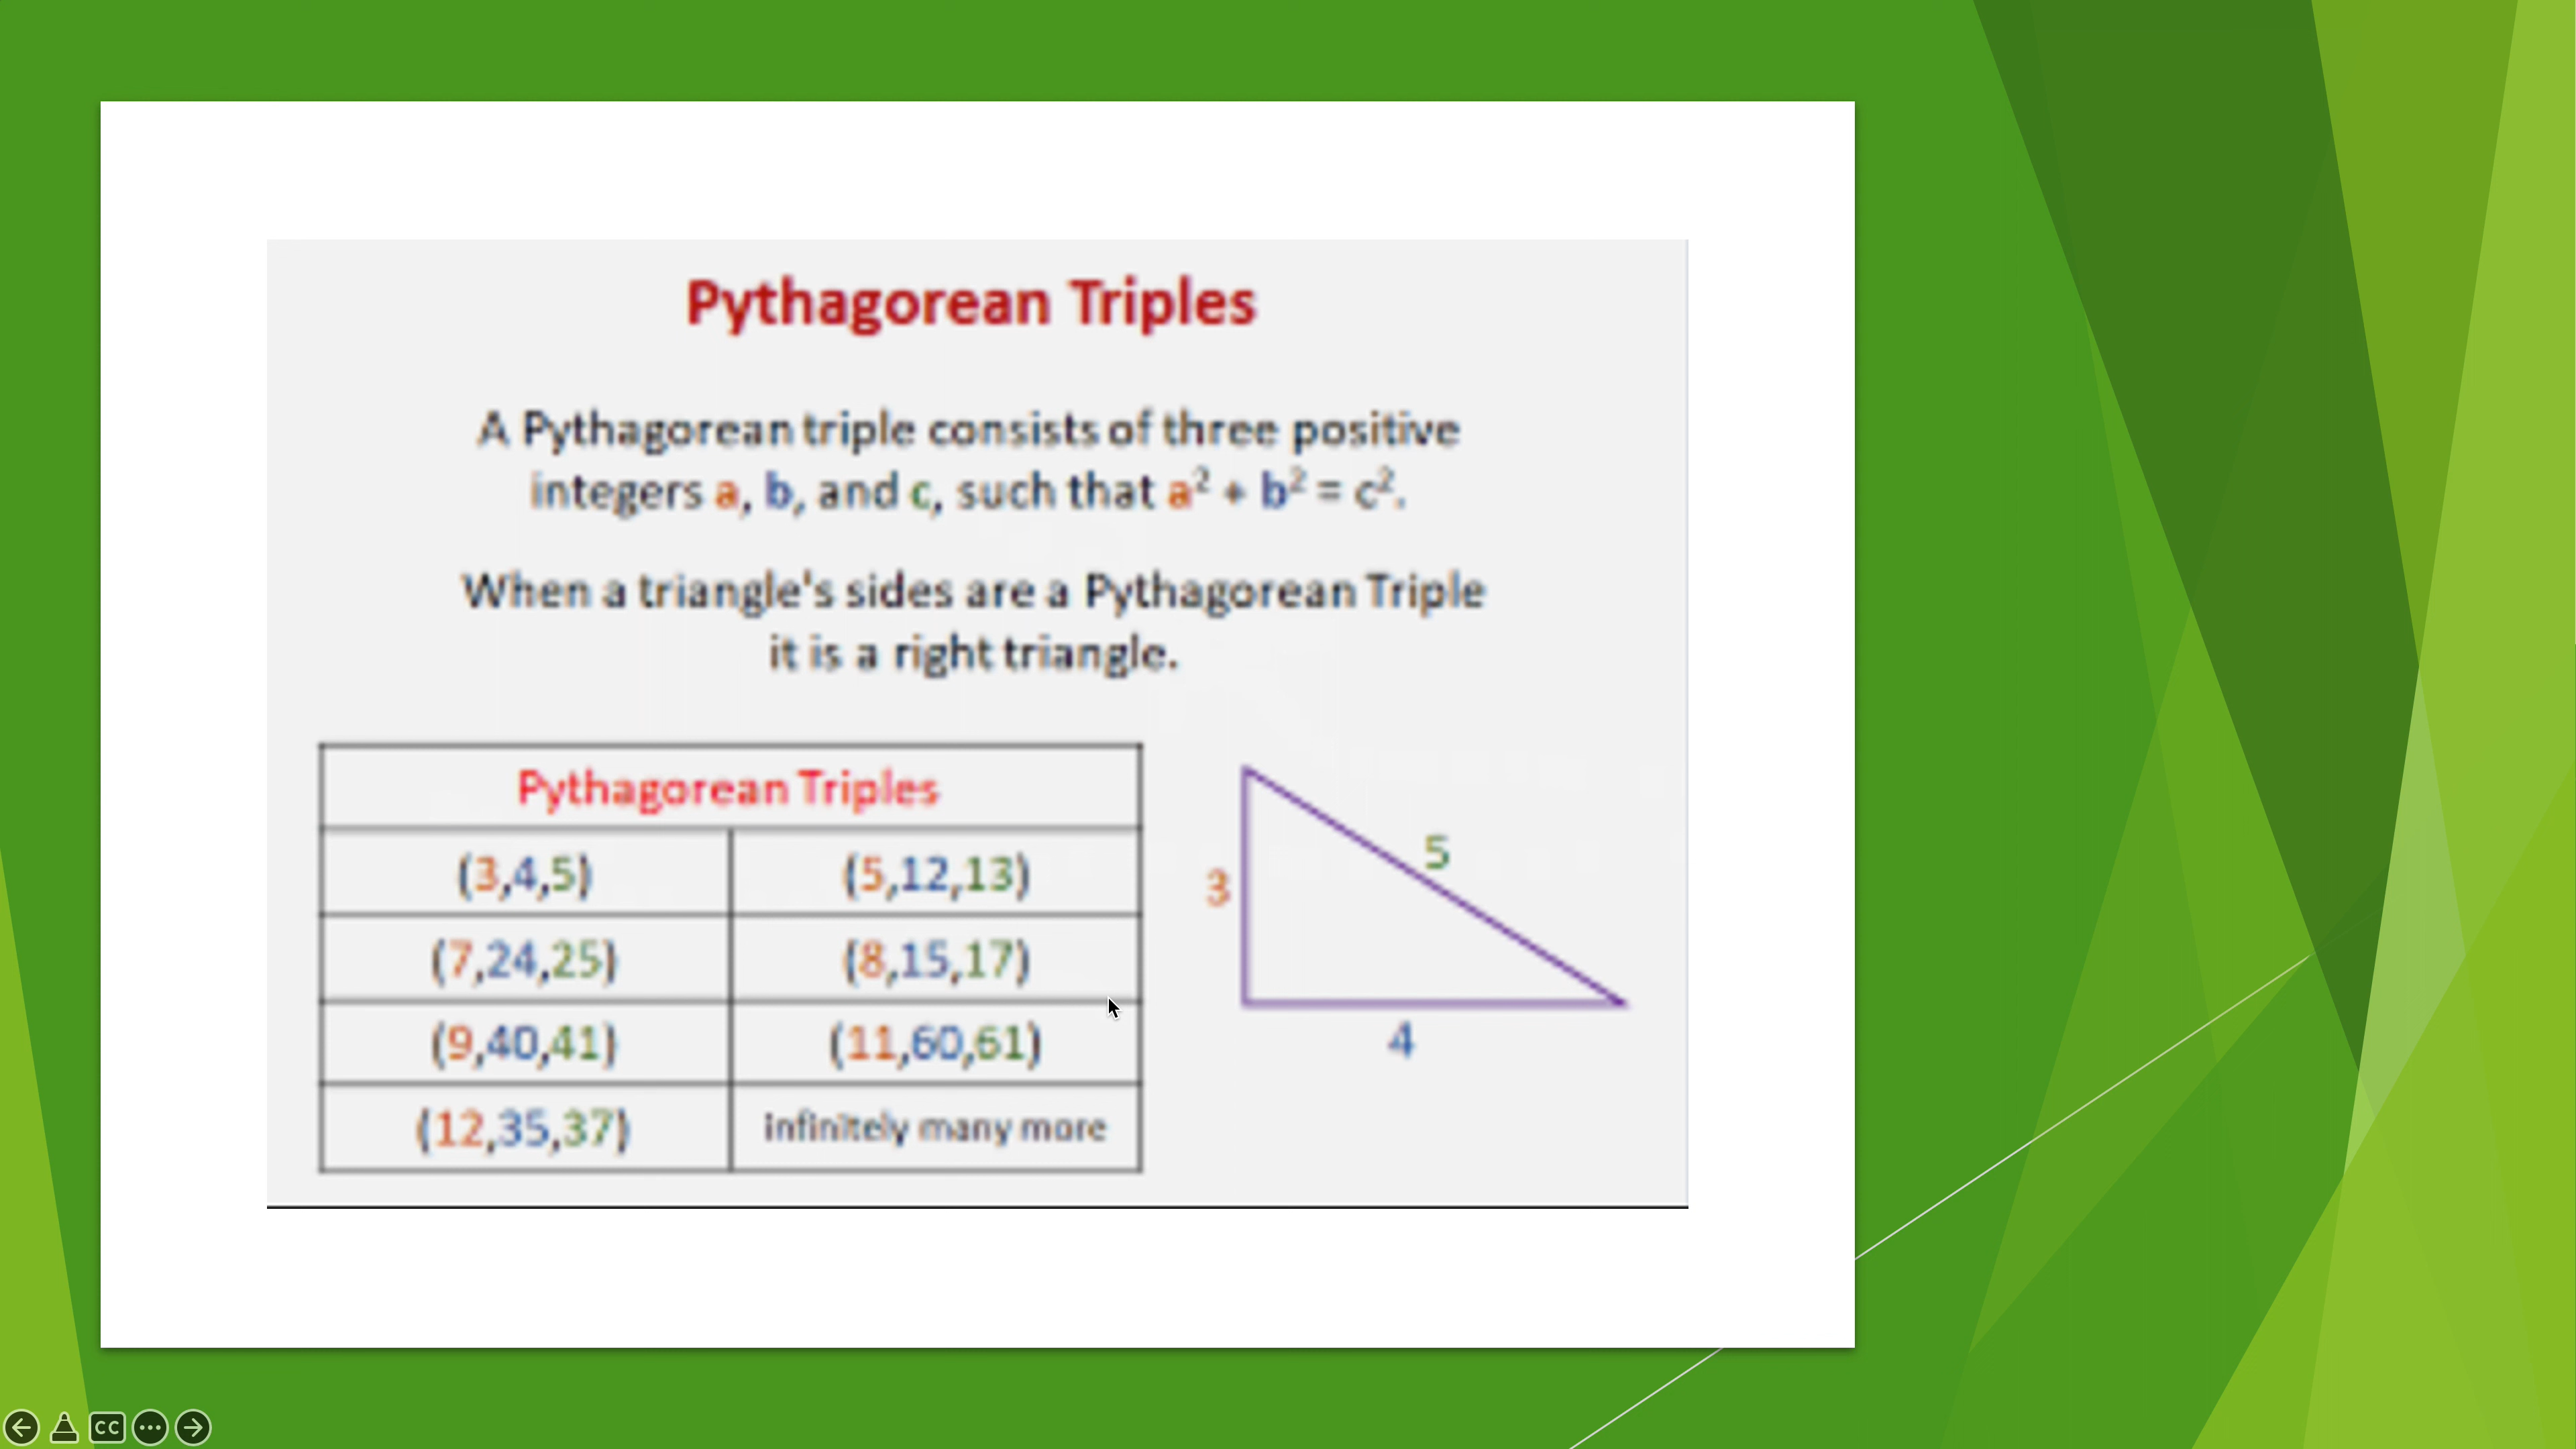 Pythagorean Triples
A Pythagorean triple consists of three positive
integers a, b, and c, such that a² + b² = c².
When a triangle's sides are a Pythagorean Triple
it is a right triangle.
Pythagorean Triples
(3,4,5) (5,12,13)
(7,24,25) (8,15,17)
(9,40,41) (11,60,61)
(12,35,37) infinitely many more
5
3
4
CC